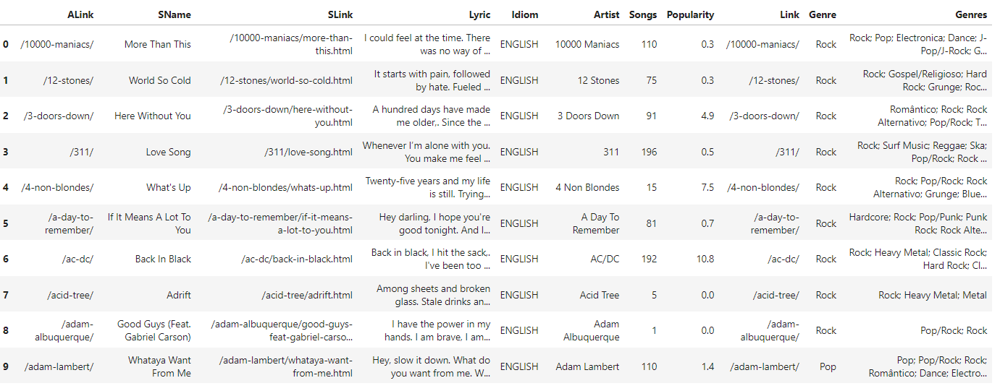 ALink SName SLink Lyric Idiom Artist Songs Popularity Link Genre Genres
/10000-maniacs/more-than- I could feel at the time. There Rock; Pop; Electronica; Dance; J-
0 /10000-maniacs/ More Than This ENGLISH 10000 Maniacs 110 0.3 /10000-maniacs/ Rock
this.html was no way of ... Pop/J-Rock; G...
It starts with pain, followed Rock; Gospel/Religioso; Hard
1 /12-stones/ World So Cold /12-stones/world-so-cold.html ENGLISH 12 Stones 75 0.3 /12-stones/ Rock
by hate. Fueled ... Rock; Grunge; Roc...
/3-doors-down/here-without- A hundred days have made Romântico; Rock; Rock
2 /3-doors-down/ Here Without You ENGLISH 3 Doors Down 91 4.9 /3-doors-down/ Rock
you.html me older,. Since the ... Alternativo; Pop/Rock; T...
Whenever I'm alone with you. Rock; Surf Music; Reggae; Ska;
3 /311/ Love Song /311/love-song.html ENGLISH 311 196 0.5 /311/ Rock
You make me feel ... Pop/Rock; Rock ...
Twenty-five years and my life Rock; Pop/Rock; Rock
4 /4-non-blondes/ What's Up /4-non-blondes/whats-up.html ENGLISH 4 Non Blondes 15 7.5 /4-non-blondes/ Rock
is still. Trying... Alternativo; Grunge; Blue...
/a-day-to- If It Means A Lot To /a-day-to-remember/if-it-means- Hey darling, I hope you're A Day To /a-day-to- Hardcore; Rock; Pop/Punk; Punk
5 ENGLISH 81 0.7 Rock
remember/ You a-lot-to-you.html good tonight. And I... Remember remember/ Rock; Rock Alte...
Back in black, I hit the sack,. Rock; Heavy Metal; Classic Rock;
6 /ac-dc/ Back In Black /ac-dc/back-in-black.html ENGLISH AC/DC 192 10.8 /ac-dc/ Rock
I've been too ... Hard Rock; Cl...
Among sheets and broken
7 /acid-tree/ Adrift /acid-tree/adrift.html ENGLISH Acid Tree 5 0.0 /acid-tree/ Rock Rock; Heavy Metal; Metal
glass. Stale drinks an...
/adam- Good Guys (Feat. /adam-albuquerque/good-guys- I have the power in my Adam /adam-
8 ENGLISH 1 0.0 Rock Pop/Rock; Rock
albuquerque/ Gabriel Carson) feat-gabriel-carso... hands. I am brave, I am... Albuquerque albuquerque/
Whataya Want /adam-lambert/whataya-want- Hey, slow it down. What do Pop; Pop/Rock; Rock;
9 /adam-lambert/ ENGLISH Adam Lambert 110 1.4 /adam-lambert/ Pop
From Me from-me.html you want from me. W... Romântico; Dance; Electro...